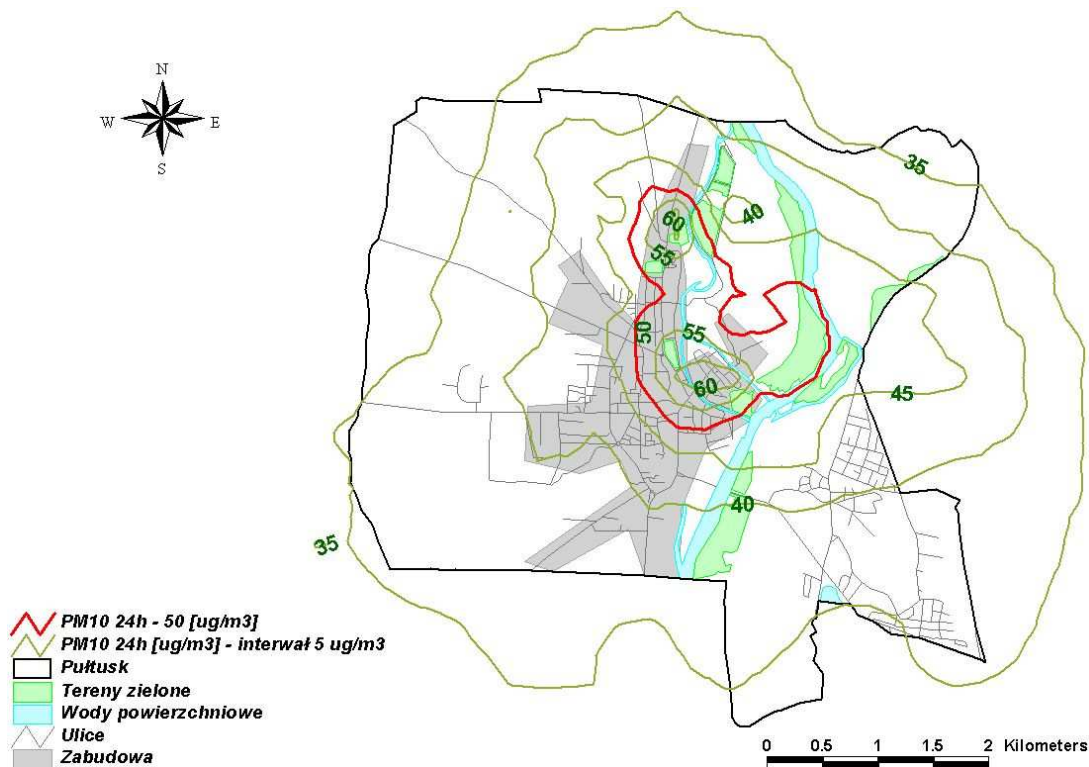 N
W E
S
35
40
60
55
50
55
60
45
40
35
PM10 24h - 50 [ug/m3]
PM10 24h [ug/m3] - interwał 5 ug/m3
Pułtusk
Tereny zielone
Wody powierzchniowe
Ulice
Zabudowa
0 0.5 1 1.5 2 Kilometers